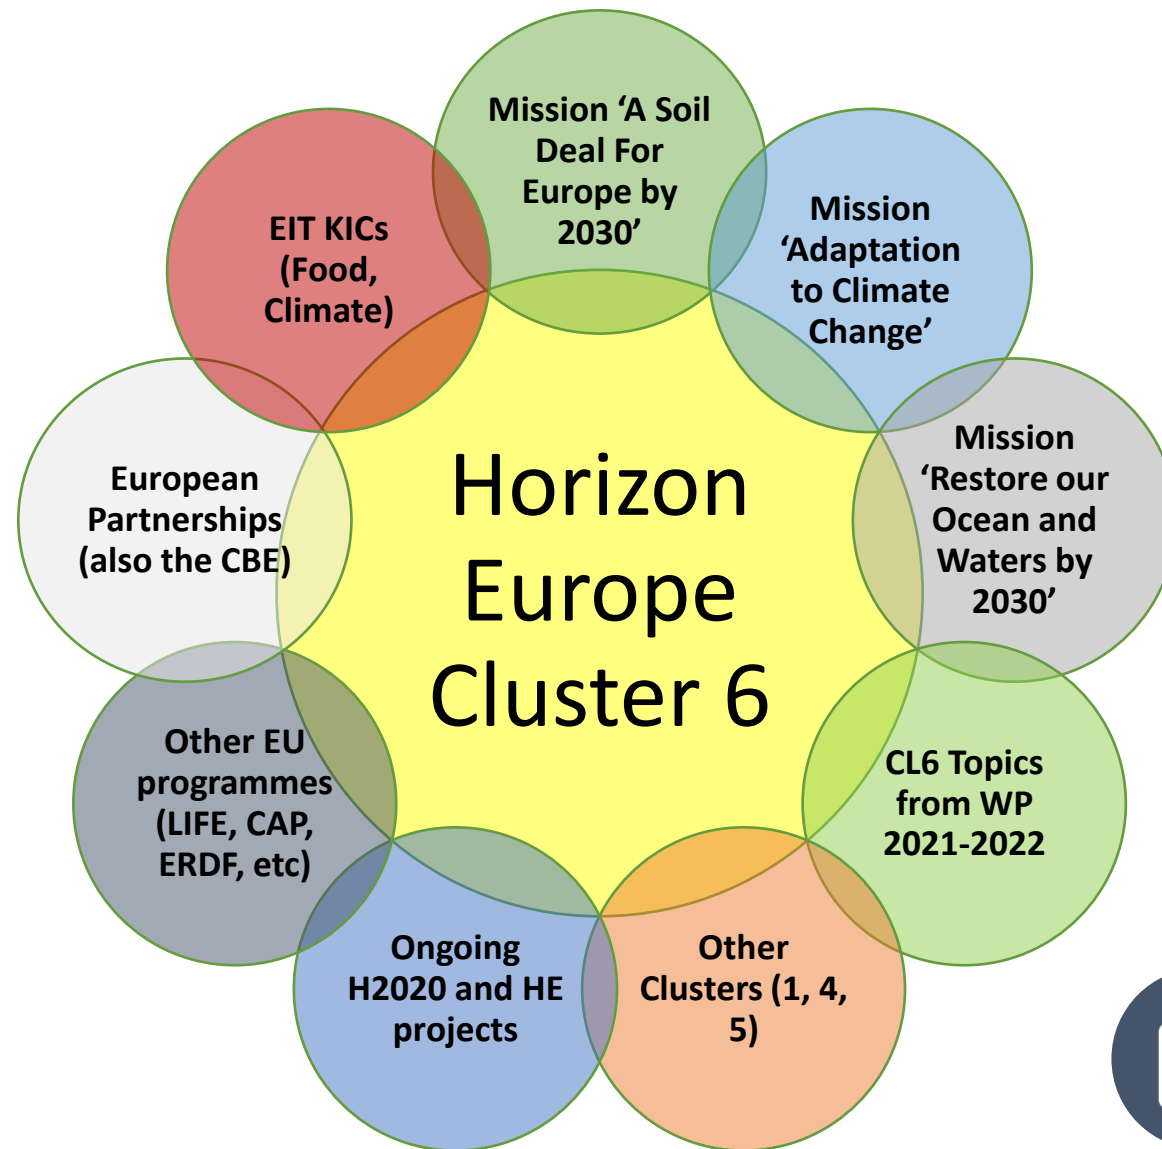 Mission ‘A Soil
Deal For
Europe by
2030’
Mission
‘Adaptation
to Climate
Change’
Mission
‘Restore our
Ocean and
Waters by
2030’
CL6 Topics
from WP
2021-2022
Other
Clusters (1, 4,
5)
Ongoing
H2020 and HE
projects
Other EU
programmes
(LIFE, CAP,
ERDF, etc)
European
Partnerships
(also the CBE)
EIT KICs
(Food,
Climate)
Horizon
Europe
Cluster 6